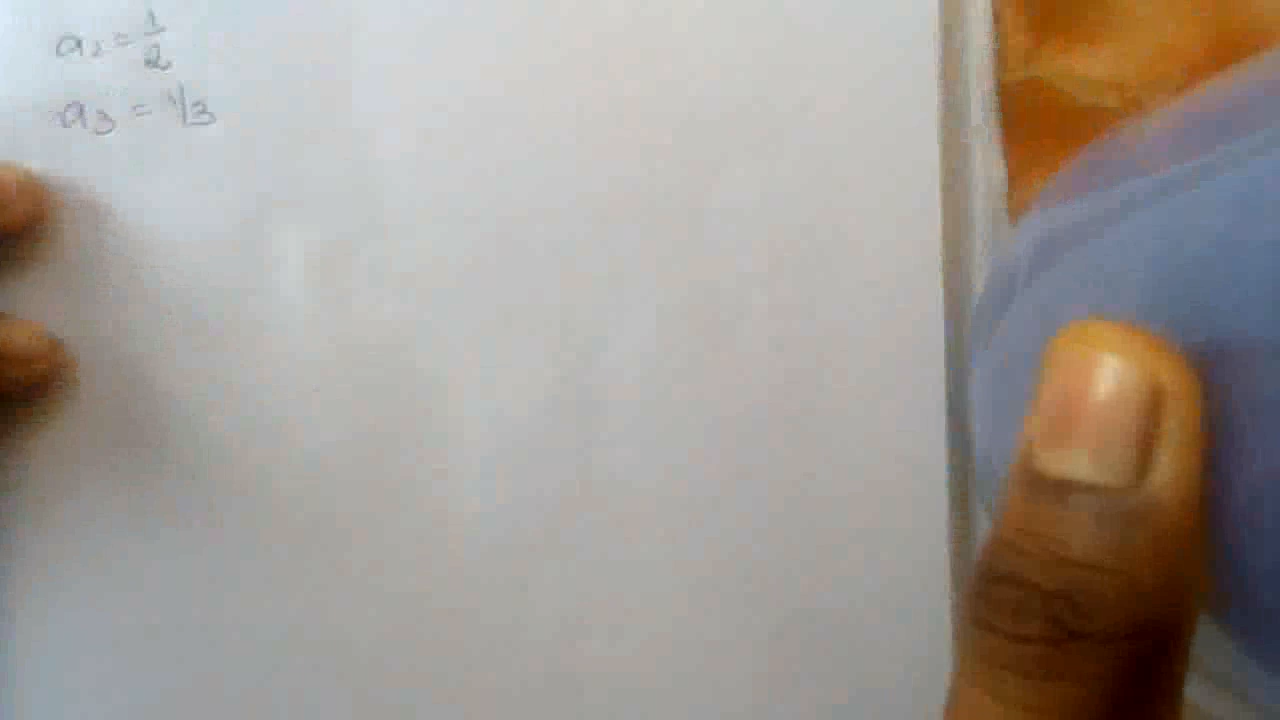 a₂ = 1/2
a₃ = 1/3